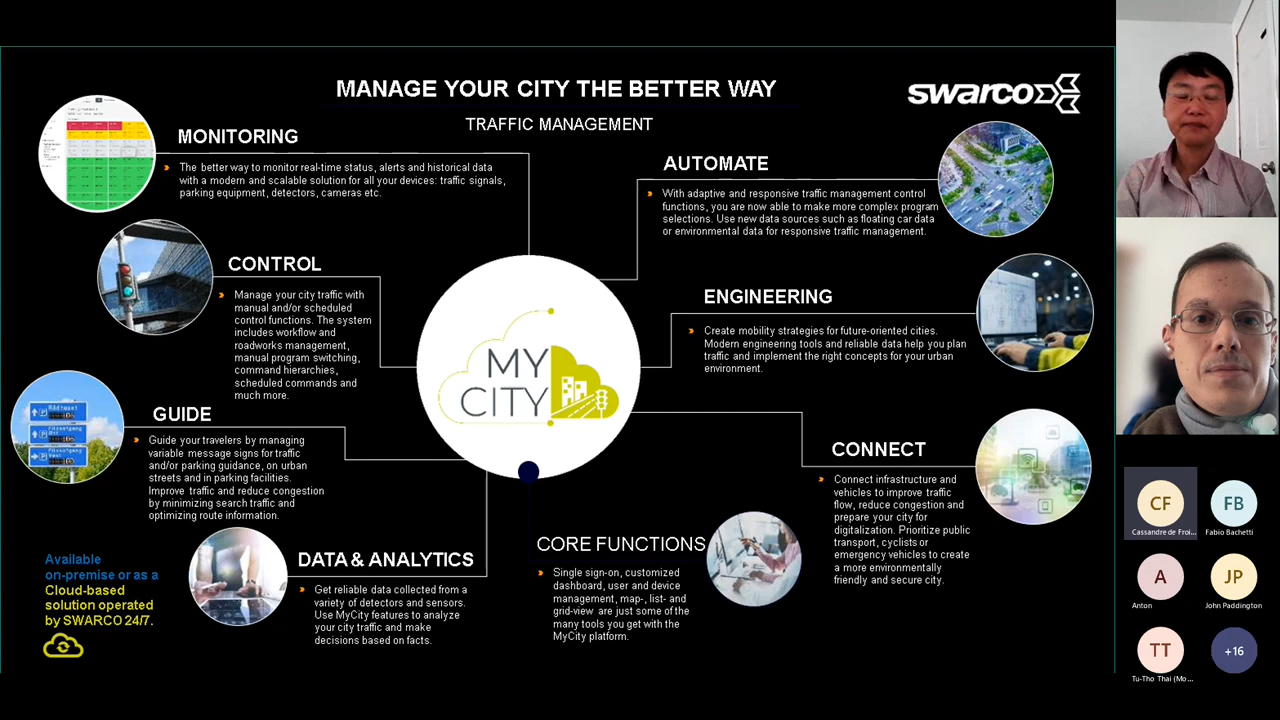 MANAGE YOUR CITY THE BETTER WAY
TRAFFIC MANAGEMENT
swarco
MONITORING
The better way to monitor real-time status, alerts and historical data
with a modern and scalable solution for all your devices: traffic signals,
parking equipment, detectors, cameras etc.
CONTROL
Manage your city traffic with
manual and/or scheduled
control functions. The system
includes workflow and
roadworks management,
manual program switching,
command hierarchies,
scheduled commands and
much more.
GUIDE
Guide your travelers by managing
variable message signs for traffic
and/or parking guidance, on urban
streets and in parking facilities.
Improve traffic and reduce congestion
by minimizing search traffic and
optimizing route information.
DATA & ANALYTICS
Get reliable data collected from a
variety of detectors and sensors.
Use MyCity features to analyze
your city traffic and make
decisions based on facts.
Available
on-premise or as a
Cloud-based
solution operated
by SWARCO 24/7.
MY
CITY
AUTOMATE
With adaptive and responsive traffic management control
functions, you are now able to make more complex program
selections. Use new data sources such as floating car data
or environmental data for responsive traffic management.
ENGINEERING
Create mobility strategies for future-oriented cities.
Modern engineering tools and reliable data help you plan
traffic and implement the right concepts for your urban
environment.
CONNECT
Connect infrastructure and
vehicles to improve traffic
flow, reduce congestion and
prepare your city for
digitalization. Prioritize public
transport, cyclists or
emergency vehicles to create
a more environmentally
friendly and secure city.
CORE FUNCTIONS
Single sign-on, customized
dashboard, user and device
management, map-, list- and
grid-view are just some of the
many tools you get with the
MyCity platform.
CF
Cassandre de Froi...
FB
Fabio Bachetti
A
Anton
JP
John Paddington
TT
Tu-Tho Thai (Mo...
+16